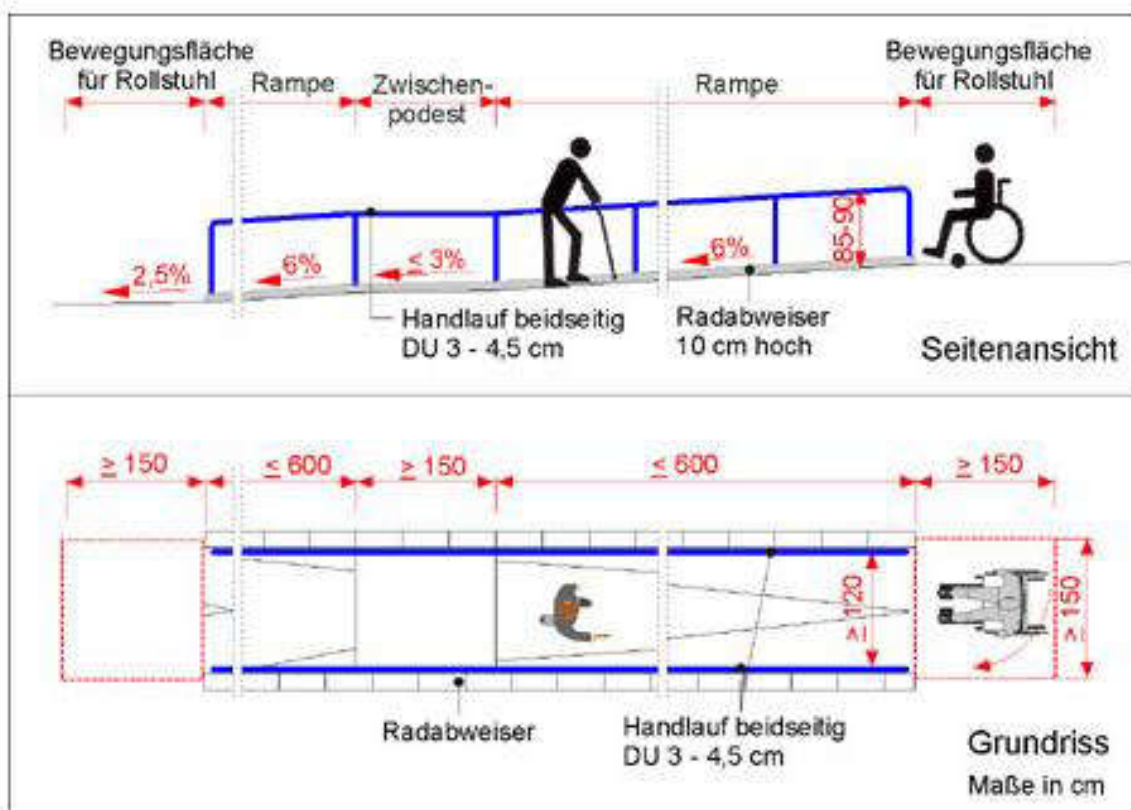 Bewegungsfläche
für Rollstuhl
Rampe
Zwischen-
podest
Rampe
Bewegungsfläche
für Rollstuhl
2,5%
6%
≤ 3%
6%
85-90
Handlauf beidseitig
DU 3 - 4,5 cm
Radabweiser
10 cm hoch
Seitenansicht
≥ 150
≤ 600
≥ 150
≤ 600
≥ 150
≥ 120
≥ 150
Radabweiser
Handlauf beidseitig
DU 3 - 4,5 cm
Grundriss
Maße in cm